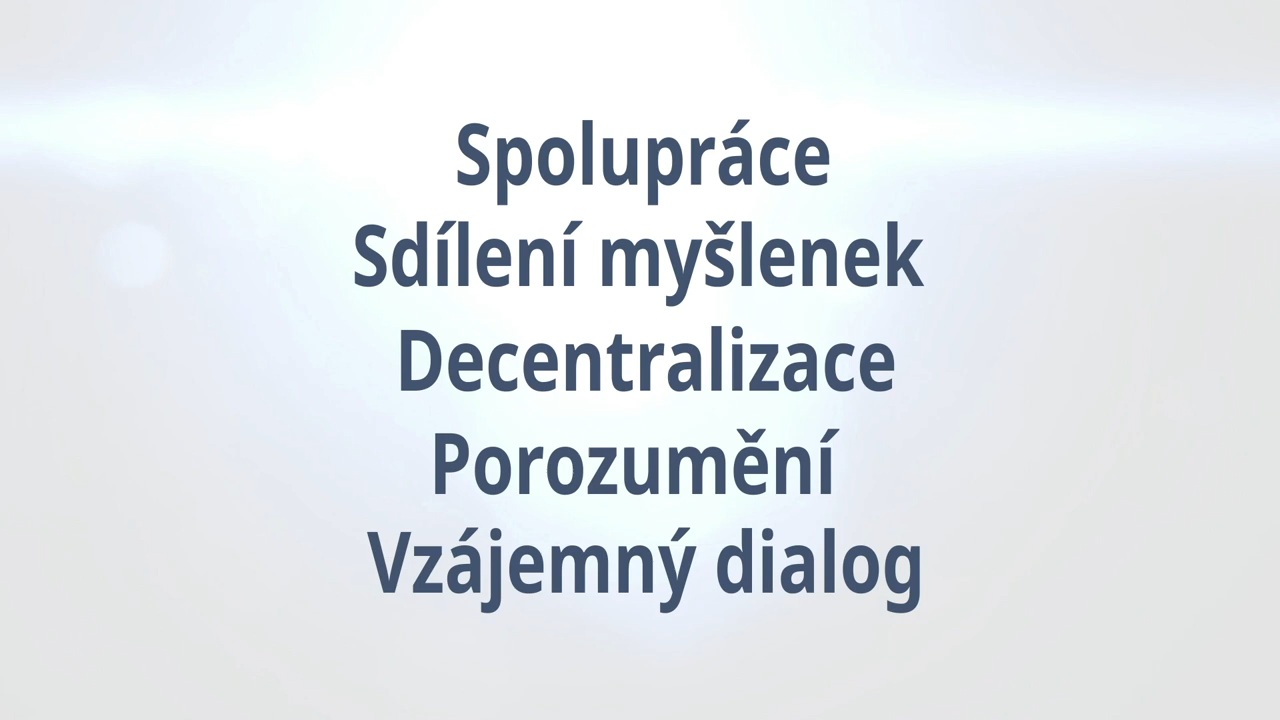 Spolupráce
Sdílení myšlenek
Decentralizace
Porozumění
Vzájemný dialog